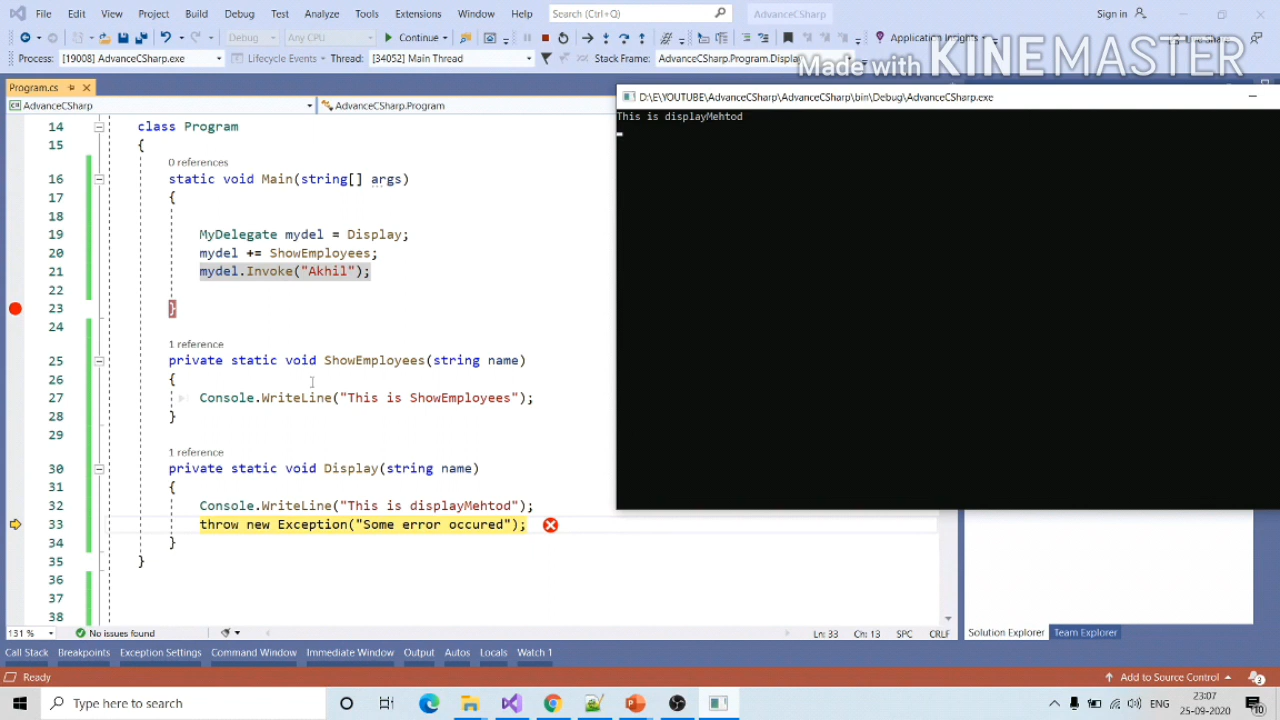 File Edit View Project Build Debug Test Analyze Tools Extensions Window Help Search (Ctrl+Q) AdvanceCSharp Sign in
Debug Any CPU Continue Application Insights
Process: [19008] AdvanceCSharp.exe Lifecycle Events Thread: [34052] Main Thread Stack Frame: AdvanceCSharp.Program.Display
Made with KINEMASTER
Program.cs
AdvanceCSharp AdvanceCSharp.Program
D:\E\YOUTUBE\AdvanceCSharp\AdvanceCSharp\bin\Debug\AdvanceCSharp.exe
This is displayMehtod
14 class Program
15 {
0 references
16 static void Main(string[] args)
17 {
18
19 MyDelegate mydel = Display;
20 mydel += ShowEmployees;
21 mydel.Invoke("Akhil");
22
23 }
24
1 reference
25 private static void ShowEmployees(string name)
26 {
27 Console.WriteLine("This is ShowEmployees");
28 }
29
1 reference
30 private static void Display(string name)
31 {
32 Console.WriteLine("This is displayMehtod");
33 throw new Exception("Some error occured");
34 }
35 }
36
37
38
131 % No issues found Ln: 33 Ch: 13 SPC CRLF
Solution Explorer Team Explorer
Call Stack Breakpoints Exception Settings Command Window Immediate Window Output Autos Locals Watch 1
Ready Add to Source Control 2
Type here to search ENG 23:07
25-09-2020 10